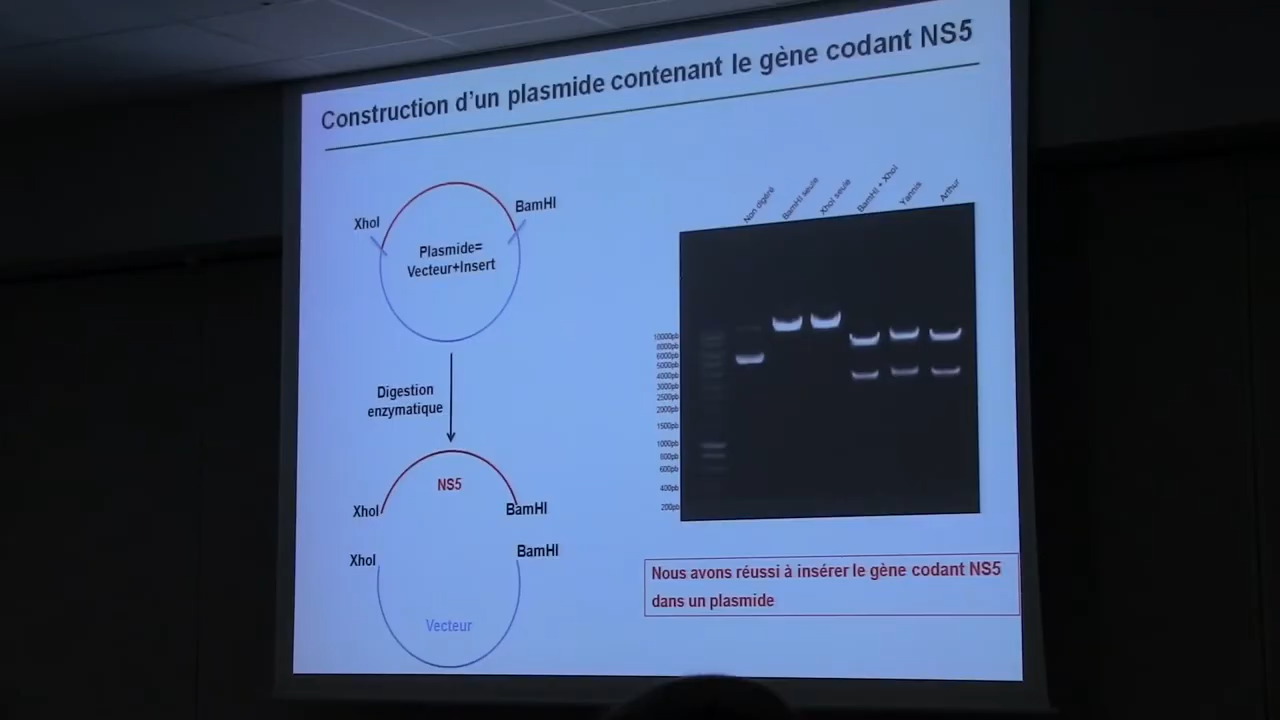 Construction d'un plasmide contenant le gène codant NS5
XhoI
BamHI
Plasmide=
Vecteur+Insert
Digestion
enzymatique
NS5
XhoI
BamHI
XhoI
BamHI
Vecteur
Non digéré
BamHI seule
XhoI seule
BamHI + XhoI
Yannis
Arthur
10000pb
8000pb
6000pb
5000pb
4000pb
3000pb
2500pb
2000pb
1500pb
1000pb
800pb
600pb
400pb
200pb
Nous avons réussi à insérer le gène codant NS5
dans un plasmide